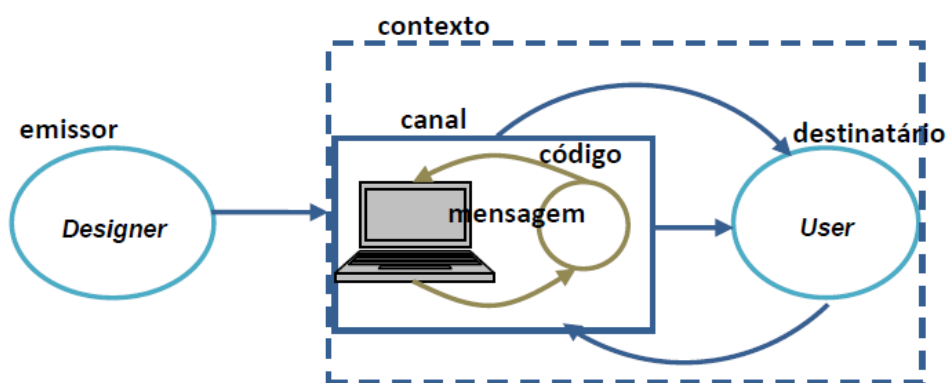 contexto
emissor
canal
destinatário
código
mensagem
Designer
User